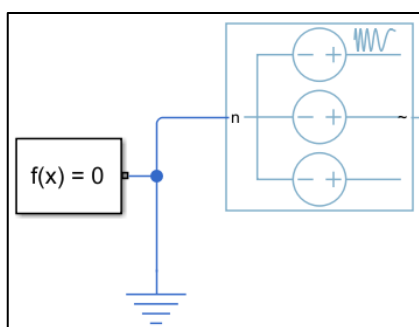 n
~
f(x) = 0